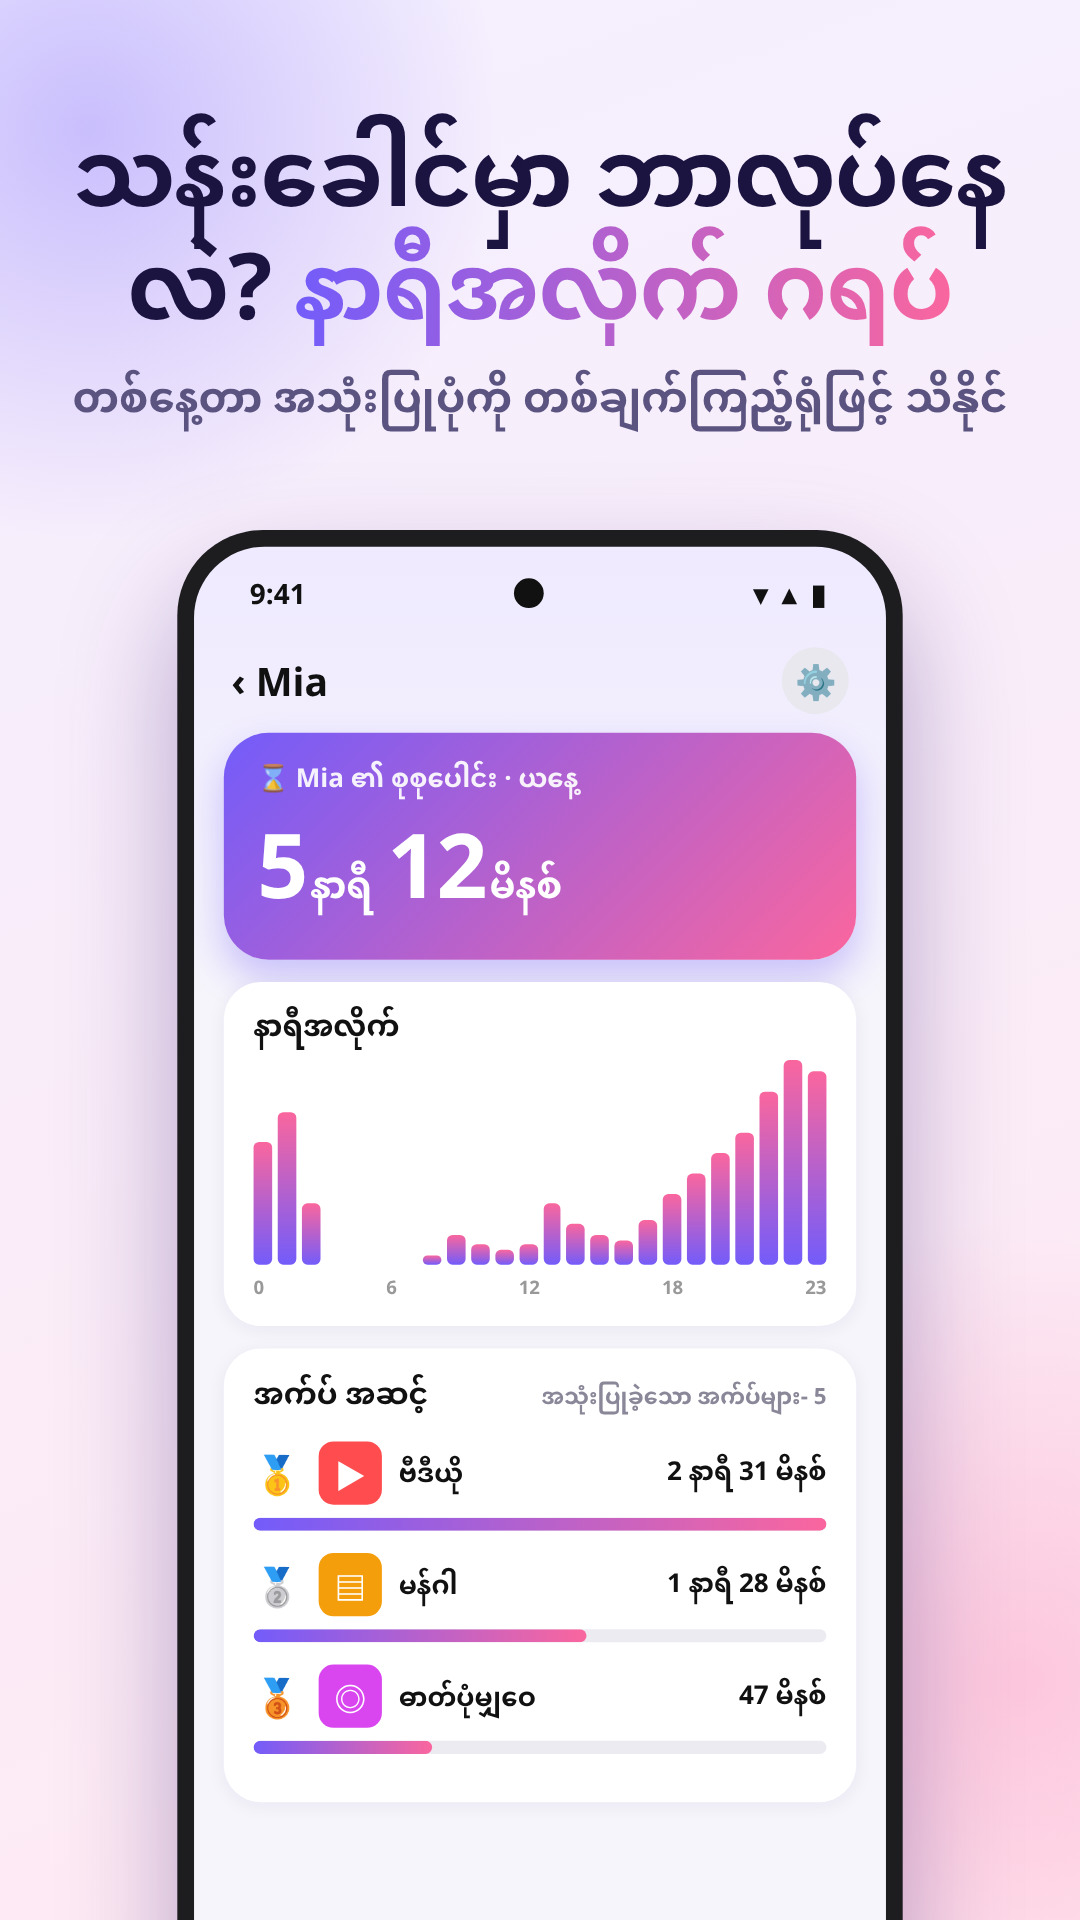 သန်းခေါင်မှာ ဘာလုပ်နေ
လဲ? နာရီအလိုက် ဂရပ်
တစ်နေ့တာ အသုံးပြုပုံကို တစ်ချက်ကြည့်ရုံဖြင့် သိနိုင်
9:41
‹ Mia
Mia ၏ စုစုပေါင်း · ယနေ့
5နာရီ 12မိနစ်
နာရီအလိုက်
0 6 12 18 23
အက်ပ် အဆင့် အသုံးပြုခဲ့သော အက်ပ်များ- 5
1 ဗီဒီယို 2 နာရီ 31 မိနစ်
2 မန်ဂါ 1 နာရီ 28 မိနစ်
3 ဓာတ်ပုံမျှဝေ 47 မိနစ်